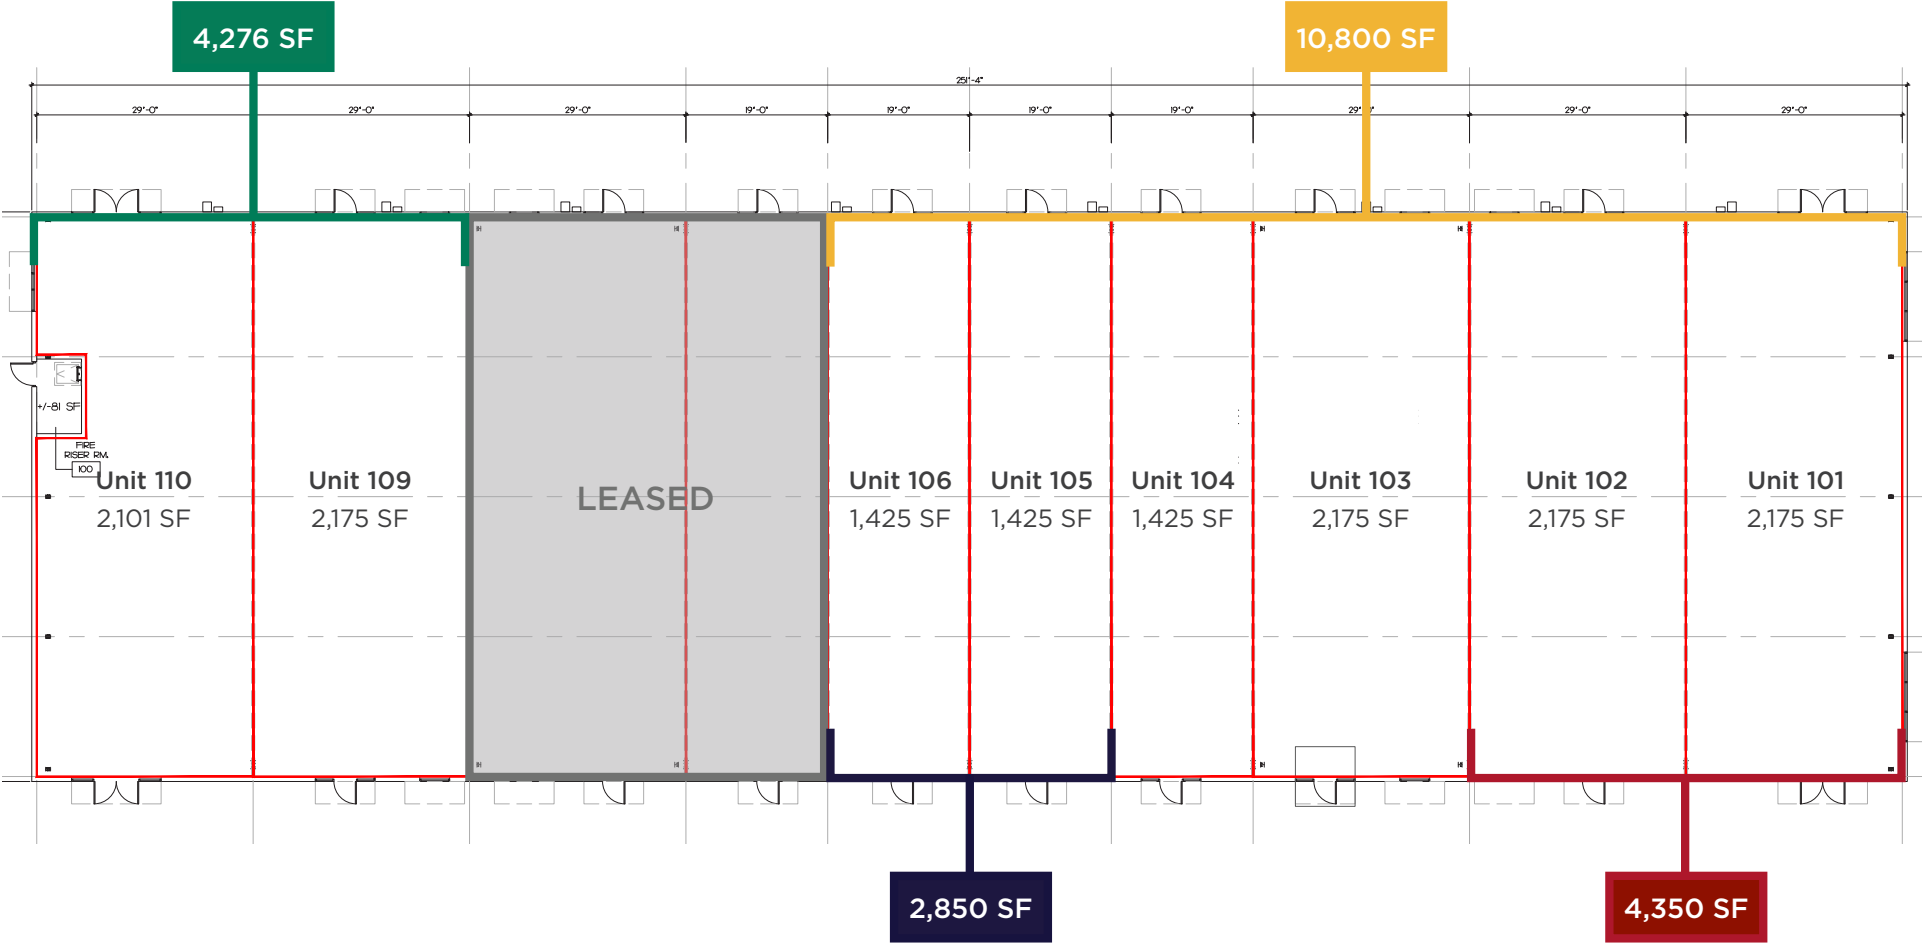 4,276 SF
10,800 SF
251'-4"
29'-0"
29'-0"
29'-0"
19'-0"
19'-0"
19'-0"
19'-0"
29'-0"
29'-0"
+/-81 SF
FIRE
RISER RM.
100
Unit 110
2,101 SF
Unit 109
2,175 SF
LEASED
Unit 106
1,425 SF
Unit 105
1,425 SF
Unit 104
1,425 SF
Unit 103
2,175 SF
Unit 102
2,175 SF
Unit 101
2,175 SF
2,850 SF
4,350 SF